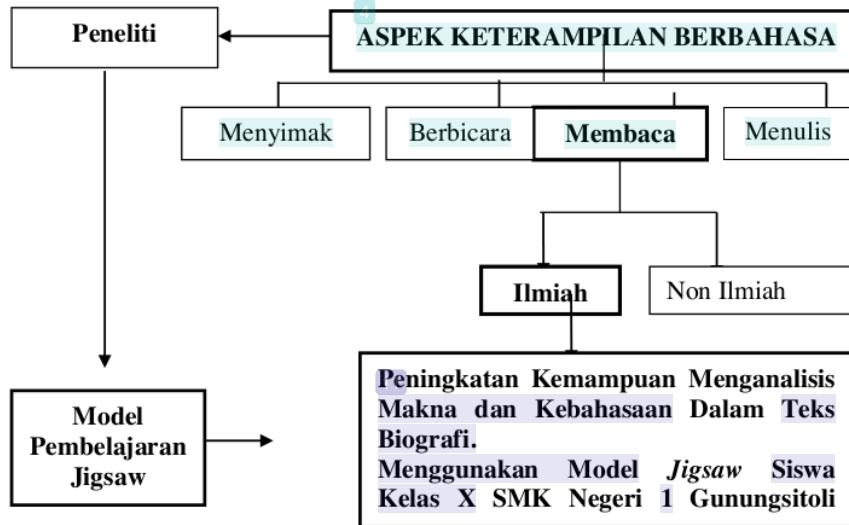 Peneliti
ASPEK KETERAMPILAN BERBAHASA
Menyimak
Berbicara
Membaca
Menulis
Ilmiah
Non Ilmiah
Model
Pembelajaran
Jigsaw
Peningkatan Kemampuan Menganalisis
Makna dan Kebahasaan Dalam Teks
Biografi.
Menggunakan Model Jigsaw Siswa
Kelas X SMK Negeri 1 Gunungsitoli